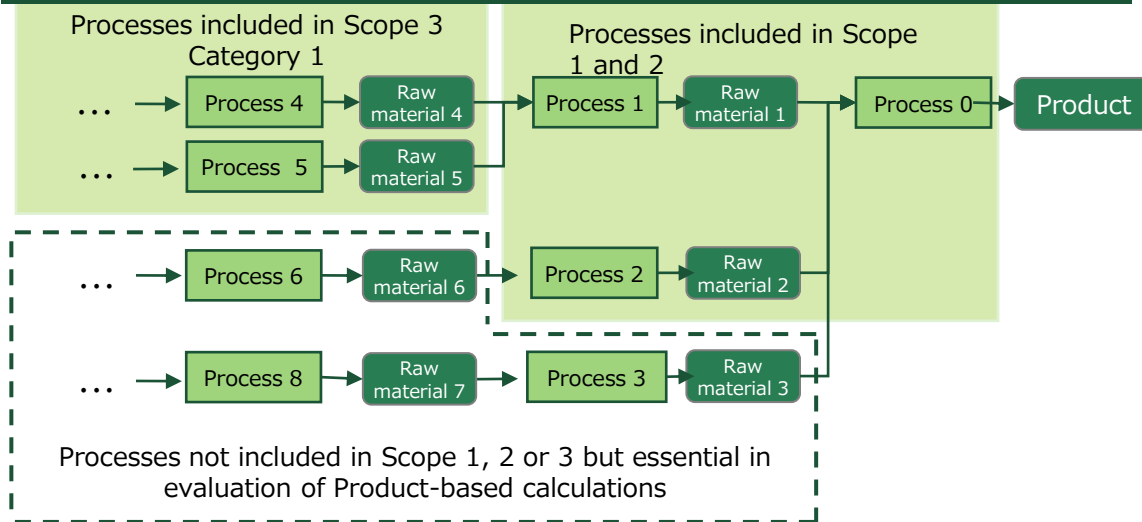 Processes included in Scope 3
Category 1
Processes included in Scope
1 and 2
... Process 4 Raw
material 4 Process 1 Raw
material 1 Process 0 Product
... Process 5 Raw
material 5
... Process 6 Raw
material 6 Process 2 Raw
material 2
... Process 8 Raw
material 7 Process 3 Raw
material 3
Processes not included in Scope 1, 2 or 3 but essential in
evaluation of Product-based calculations